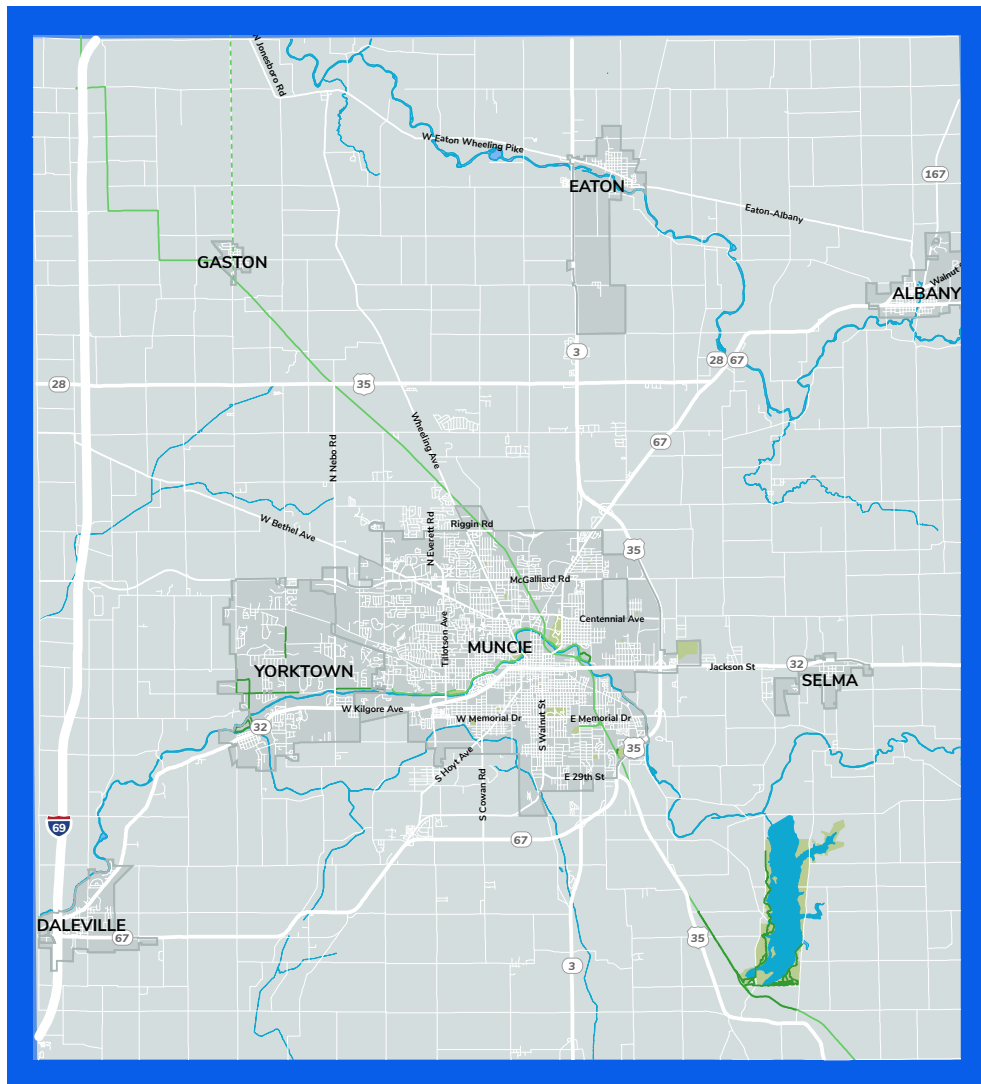 N Jonesboro Rd
W Eaton Wheeling Pike
EATON
167
Eaton-Albany
GASTON
Walnut
ALBANY
3
28
67
28
35
Wheeling Ave
67
N Nebo Rd
W Bethel Ave
N Everett Rd
Riggin Rd
35
McGalliard Rd
Centennial Ave
Tillotson Ave
MUNCIE
YORKTOWN
Jackson St
32
SELMA
W Kilgore Ave
W Memorial Dr
S Walnut St
E Memorial Dr
32
35
S Hoyt Ave
E 29th St
S Cowan Rd
69
67
DALEVILLE
67
35
3